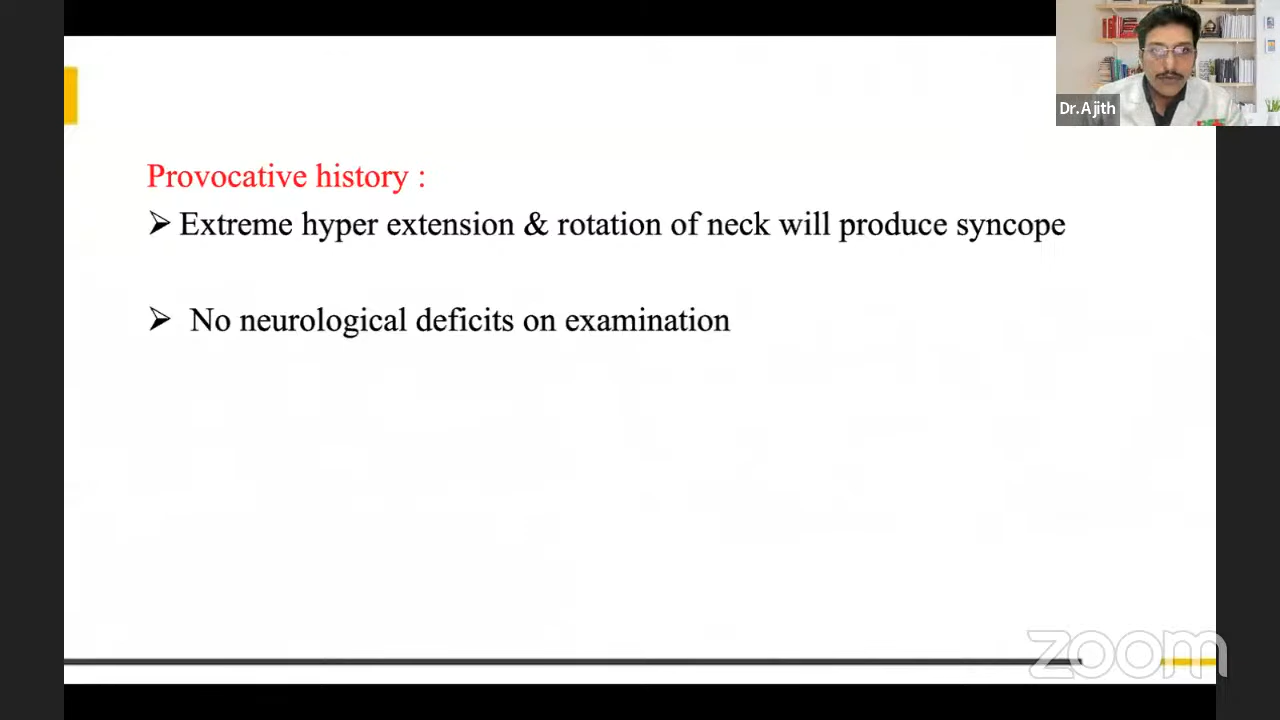 Dr.Ajith
Provocative history :
➢ Extreme hyper extension & rotation of neck will produce syncope
➢ No neurological deficits on examination
zoom